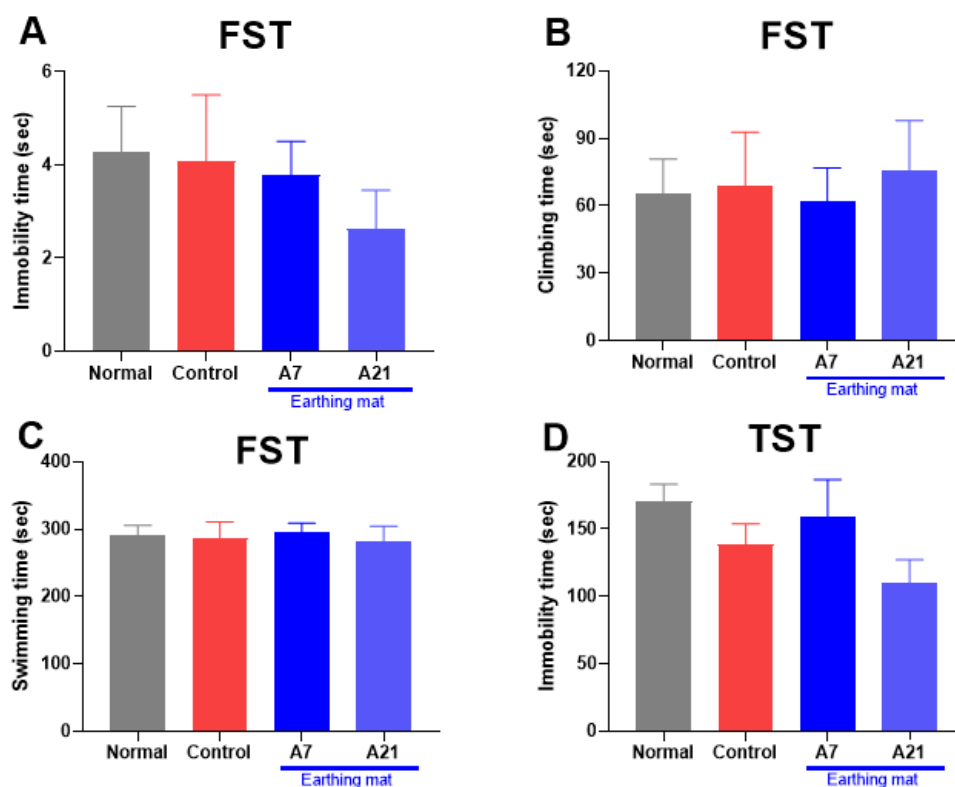 A
FST
Immobility time (sec)
6
4
2
0
Normal Control A7 A21
Earthing mat
B
FST
Climbing time (sec)
120
90
60
30
0
Normal Control A7 A21
Earthing mat
C
FST
Swimming time (sec)
400
300
200
100
0
Normal Control A7 A21
Earthing mat
D
TST
Immobility time (sec)
200
150
100
50
0
Normal Control A7 A21
Earthing mat